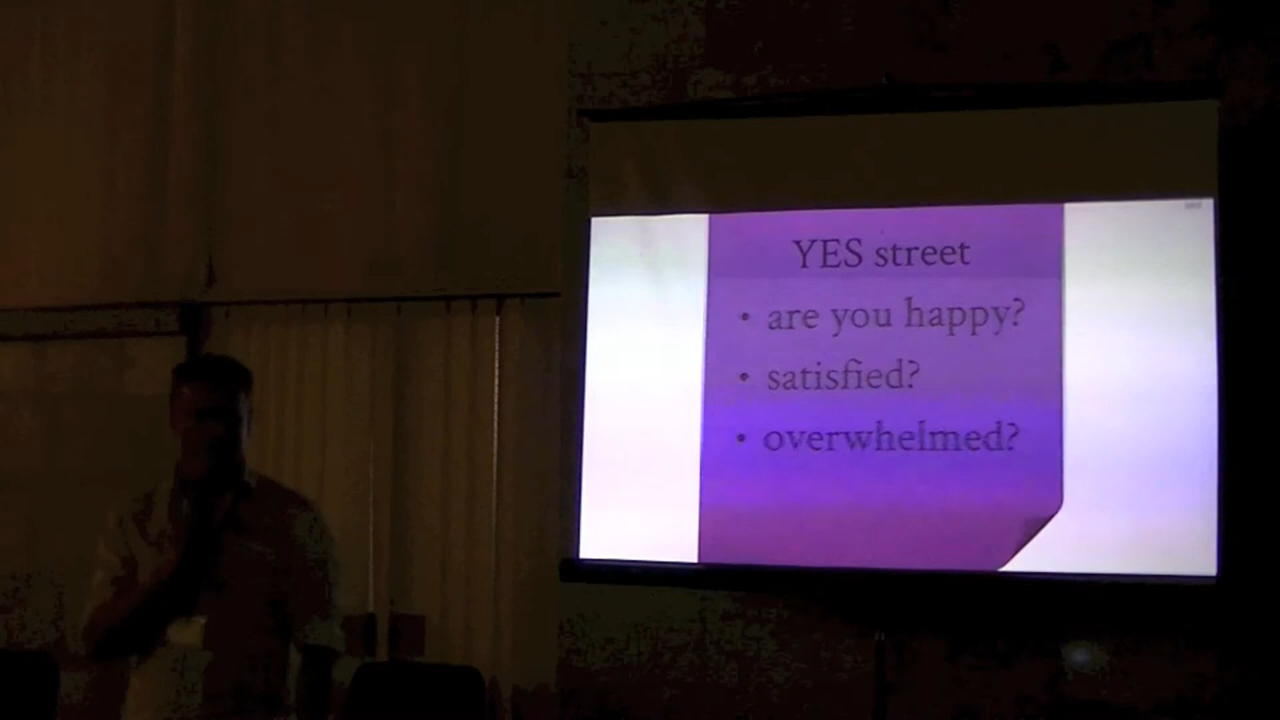 YES street
• are you happy?
• satisfied?
• overwhelmed?